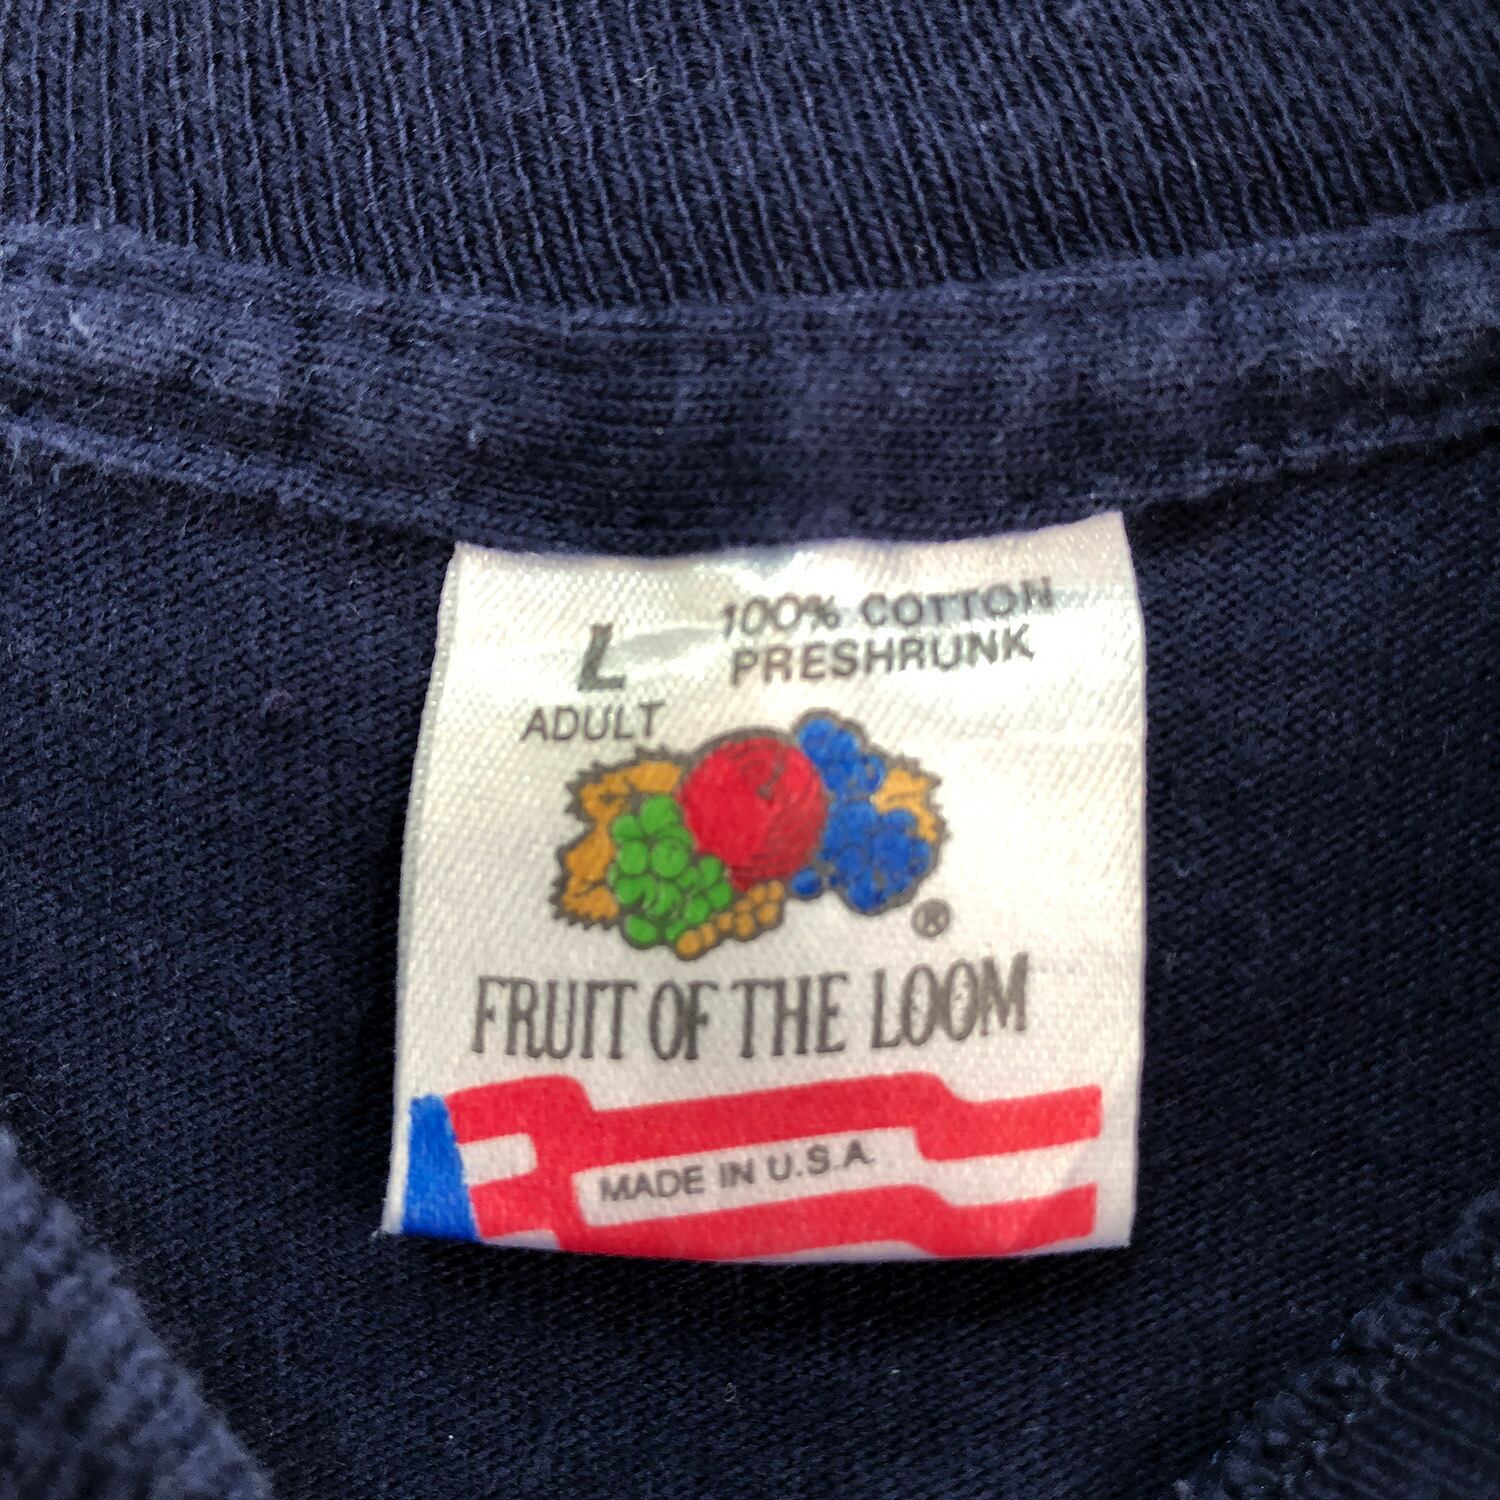 L
ADULT
100% COTTON
PRESHRUNK
®
FRUIT OF THE LOOM
MADE IN U.S.A.